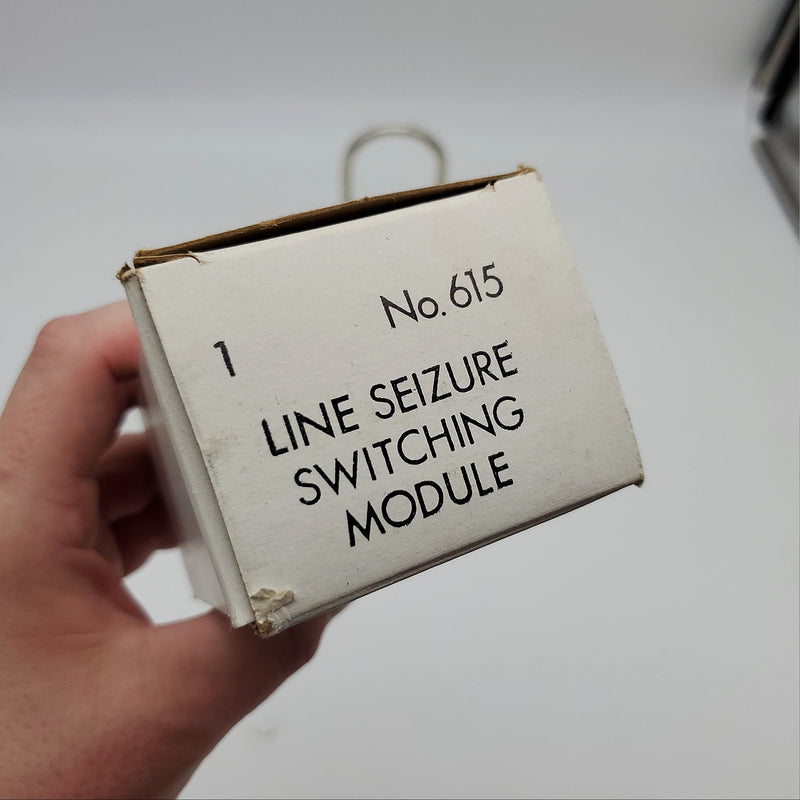 No. 615
1
LINE SEIZURE
SWITCHING
MODULE